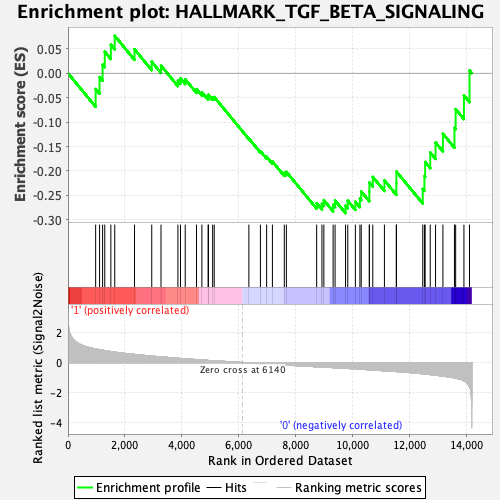 Enrichment plot: HALLMARK_TGF_BETA_SIGNALING
Enrichment score (ES)
0.05
0.00
-0.05
-0.10
-0.15
-0.20
-0.25
-0.30
'1' (positively correlated)
Ranked list metric (Signal2Noise)
2
0
-2
-4
Zero cross at 6140
'0' (negatively correlated)
0
2,000
4,000
6,000
8,000
10,000
12,000
14,000
Rank in Ordered Dataset
Enrichment profile
Hits
Ranking metric scores